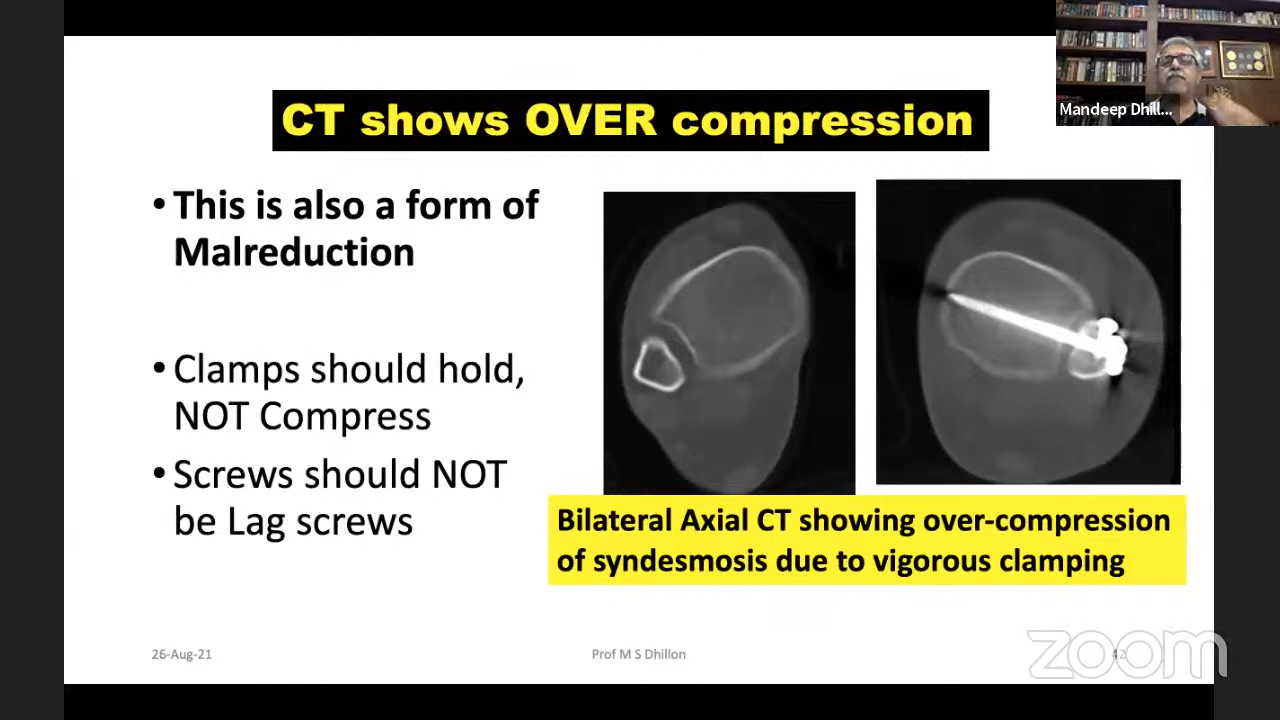 Mandeep Dhill...
CT shows OVER compression
• This is also a form of
Malreduction
• Clamps should hold,
NOT Compress
• Screws should NOT
be Lag screws
Bilateral Axial CT showing over-compression
of syndesmosis due to vigorous clamping
26-Aug-21
Prof M S Dhillon
42
zoom